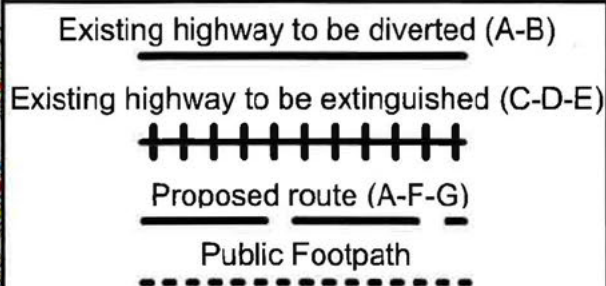 Existing highway to be diverted (A-B)
Existing highway to be extinguished (C-D-E)
Proposed route (A-F-G)
Public Footpath